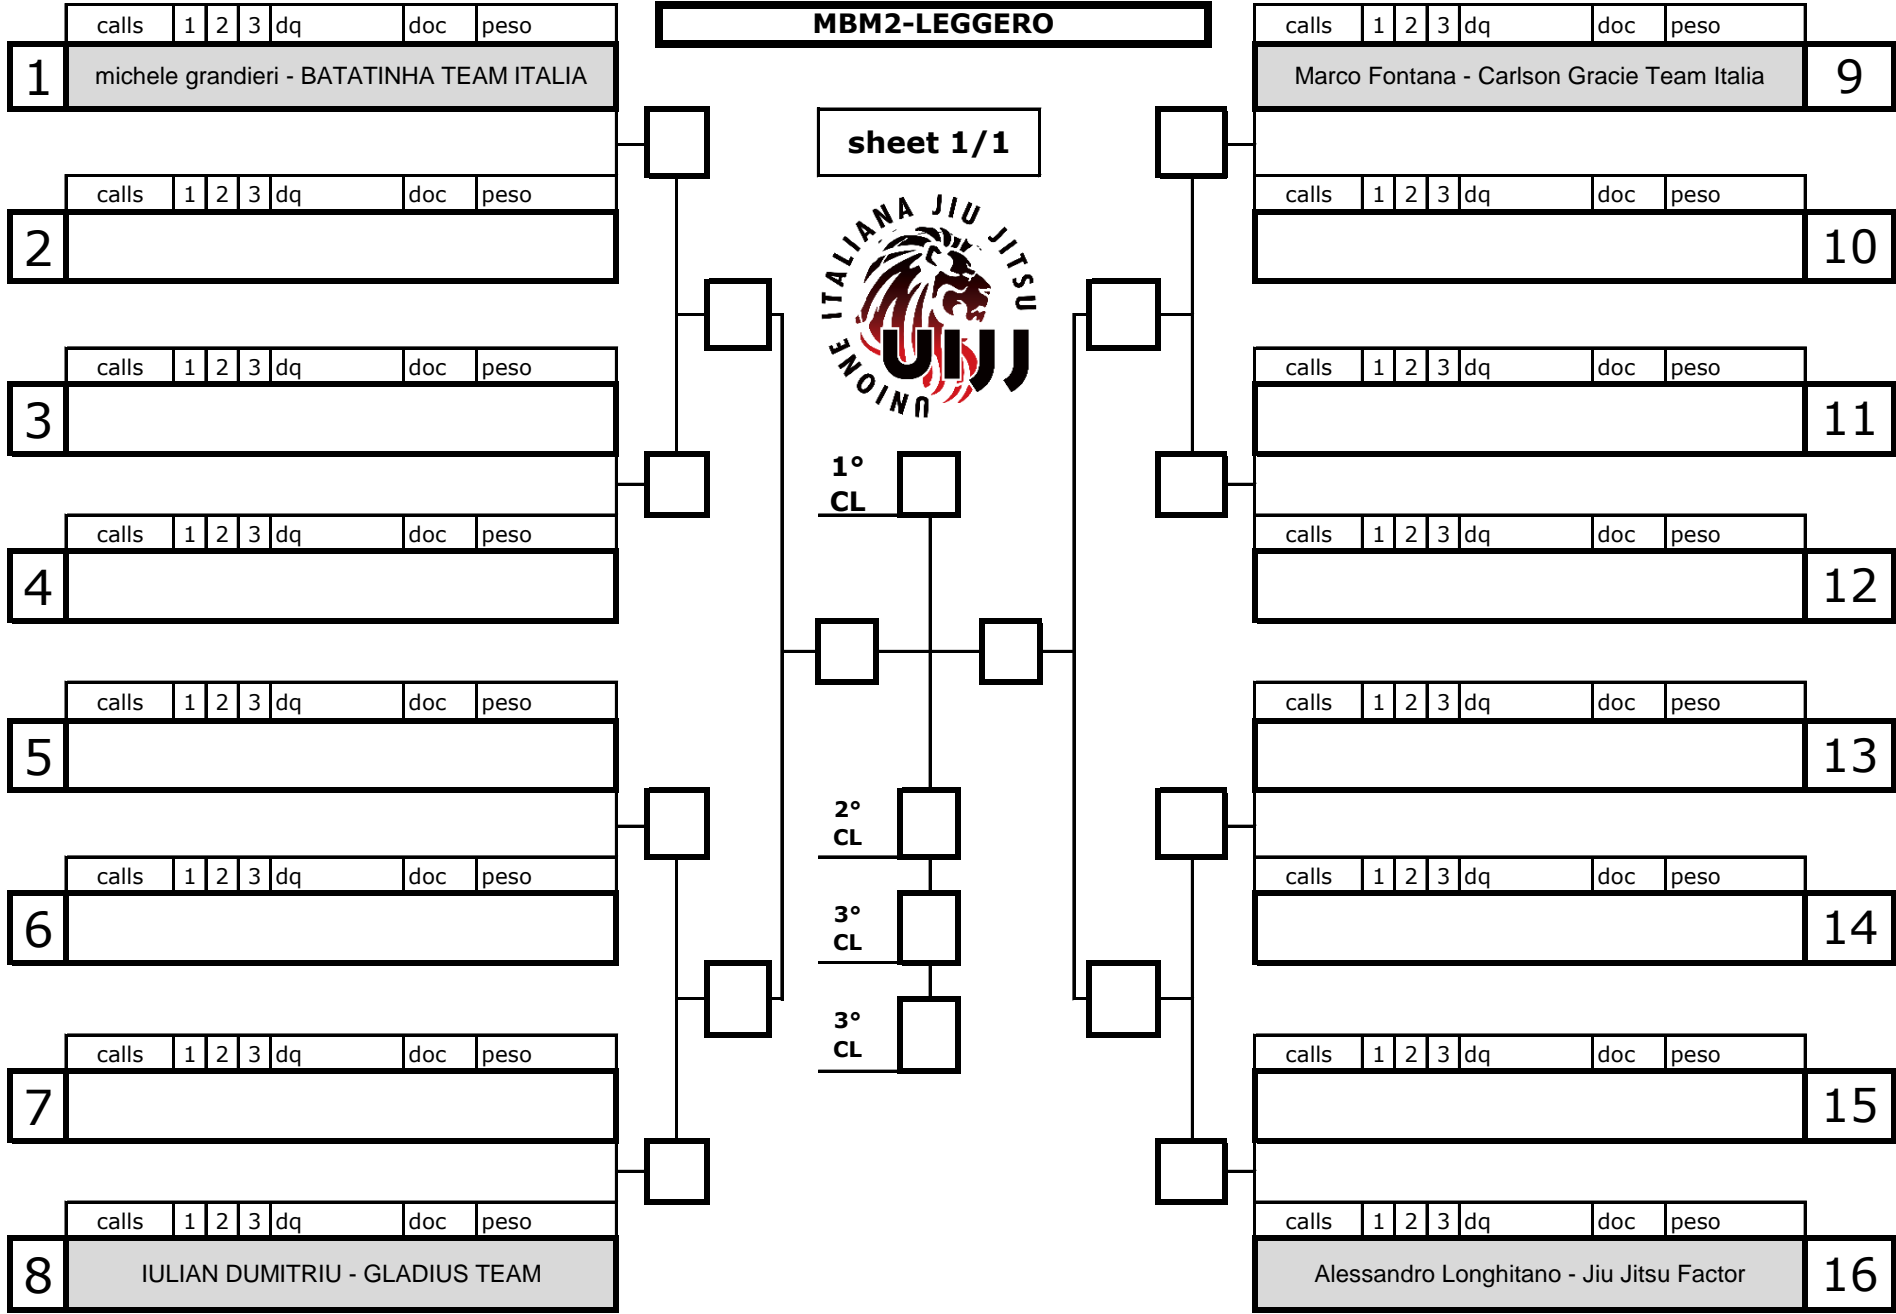 MBM2-LEGGERO
sheet 1/1
UNIONE ITALIANA JIU JITSU
UIJJ
calls 1 2 3 dq doc peso
1 michele grandieri - BATATINHA TEAM ITALIA
calls 1 2 3 dq doc peso
2
calls 1 2 3 dq doc peso
3
calls 1 2 3 dq doc peso
4
calls 1 2 3 dq doc peso
5
calls 1 2 3 dq doc peso
6
calls 1 2 3 dq doc peso
7
calls 1 2 3 dq doc peso
8 IULIAN DUMITRIU - GLADIUS TEAM
1°
CL
2°
CL
3°
CL
3°
CL
calls 1 2 3 dq doc peso
Marco Fontana - Carlson Gracie Team Italia 9
calls 1 2 3 dq doc peso
10
calls 1 2 3 dq doc peso
11
calls 1 2 3 dq doc peso
12
calls 1 2 3 dq doc peso
13
calls 1 2 3 dq doc peso
14
calls 1 2 3 dq doc peso
15
calls 1 2 3 dq doc peso
Alessandro Longhitano - Jiu Jitsu Factor 16